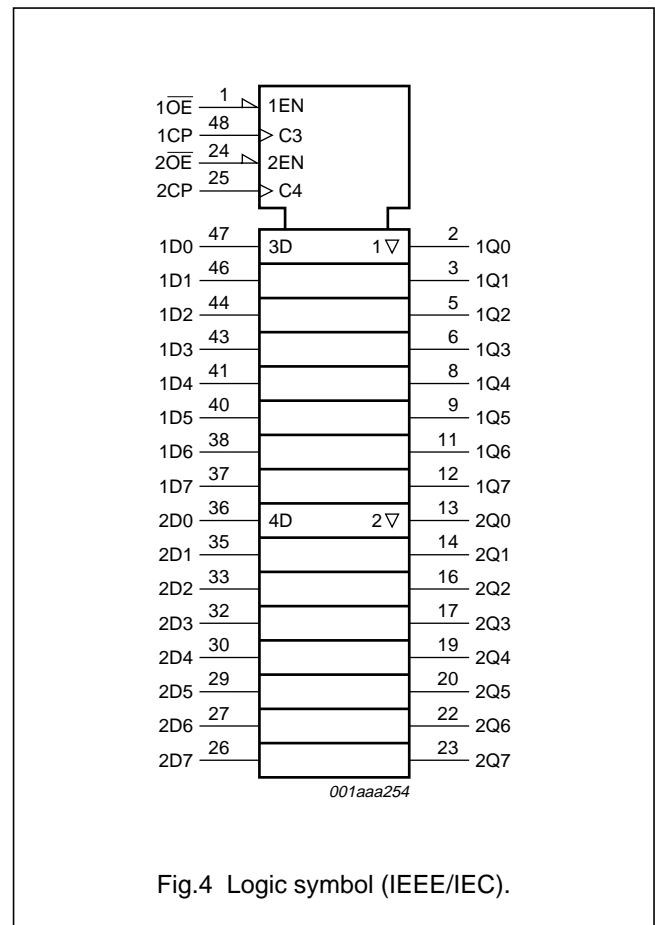 1O̅E̅ 1 1EN
1CP 48 C3
2O̅E̅ 24 2EN
2CP 25 C4
1D0 47 3D 1 ▽ 2 1Q0
1D1 46 3 1Q1
1D2 44 5 1Q2
1D3 43 6 1Q3
1D4 41 8 1Q4
1D5 40 9 1Q5
1D6 38 11 1Q6
1D7 37 12 1Q7
2D0 36 4D 2 ▽ 13 2Q0
2D1 35 14 2Q1
2D2 33 16 2Q2
2D3 32 17 2Q3
2D4 30 19 2Q4
2D5 29 20 2Q5
2D6 27 22 2Q6
2D7 26 23 2Q7
001aaa254
Fig.4 Logic symbol (IEEE/IEC).